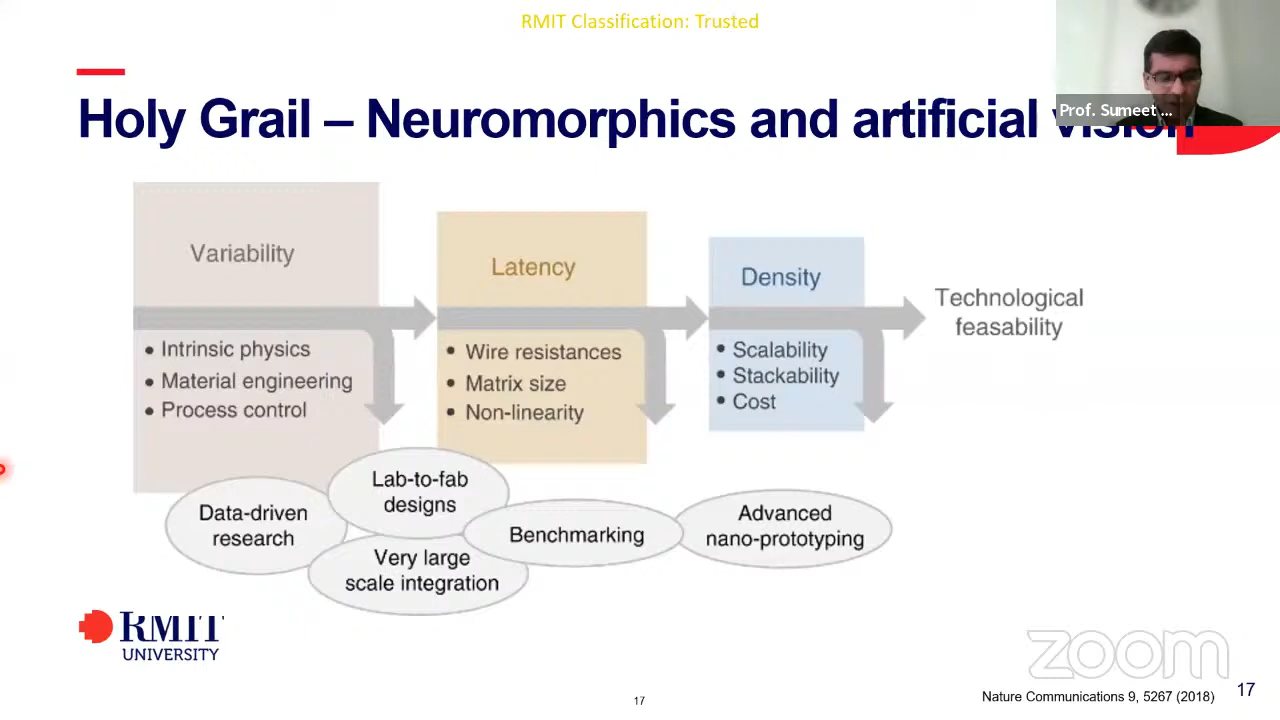 RMIT Classification: Trusted
Prof. Sumeet ...
Holy Grail – Neuromorphics and artificial vision
Variability
• Intrinsic physics
• Material engineering
• Process control
Latency
• Wire resistances
• Matrix size
• Non-linearity
Density
• Scalability
• Stackability
• Cost
Technological
feasability
Data-driven
research
Lab-to-fab
designs
Very large
scale integration
Benchmarking
Advanced
nano-prototyping
RMIT
UNIVERSITY
zoom
17
Nature Communications 9, 5267 (2018)
17